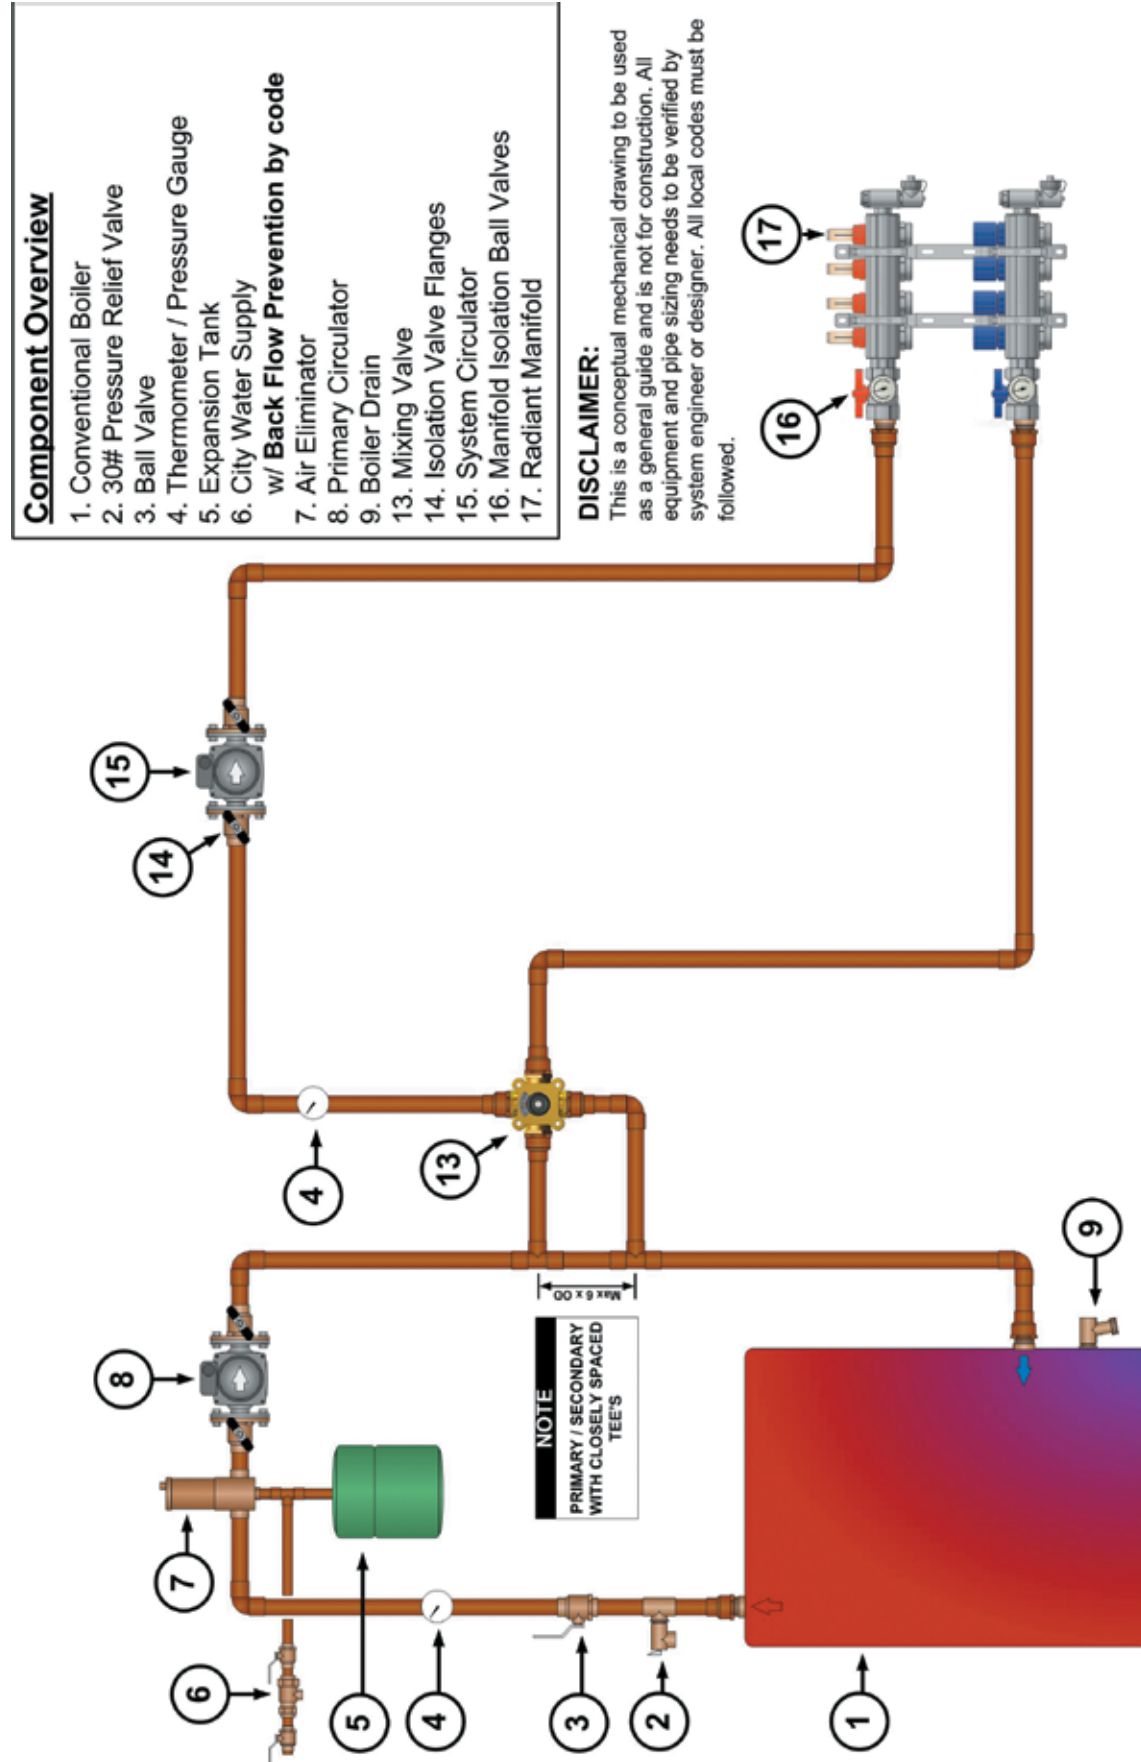 Component Overview
1. Conventional Boiler
2. 30# Pressure Relief Valve
3. Ball Valve
4. Thermometer / Pressure Gauge
5. Expansion Tank
6. City Water Supply
w/ Back Flow Prevention by code
7. Air Eliminator
8. Primary Circulator
9. Boiler Drain
13. Mixing Valve
14. Isolation Valve Flanges
15. System Circulator
16. Manifold Isolation Ball Valves
17. Radiant Manifold
DISCLAIMER:
This is a conceptual mechanical drawing to be used
as a general guide and is not for construction. All
equipment and pipe sizing needs to be verified by
system engineer or designer. All local codes must be
followed.
15
14
17
16
13
4
8
7
6
5
4
3
2
1
9
NOTE
PRIMARY / SECONDARY
WITH CLOSELY SPACED
TEE'S
Max 6 x OD